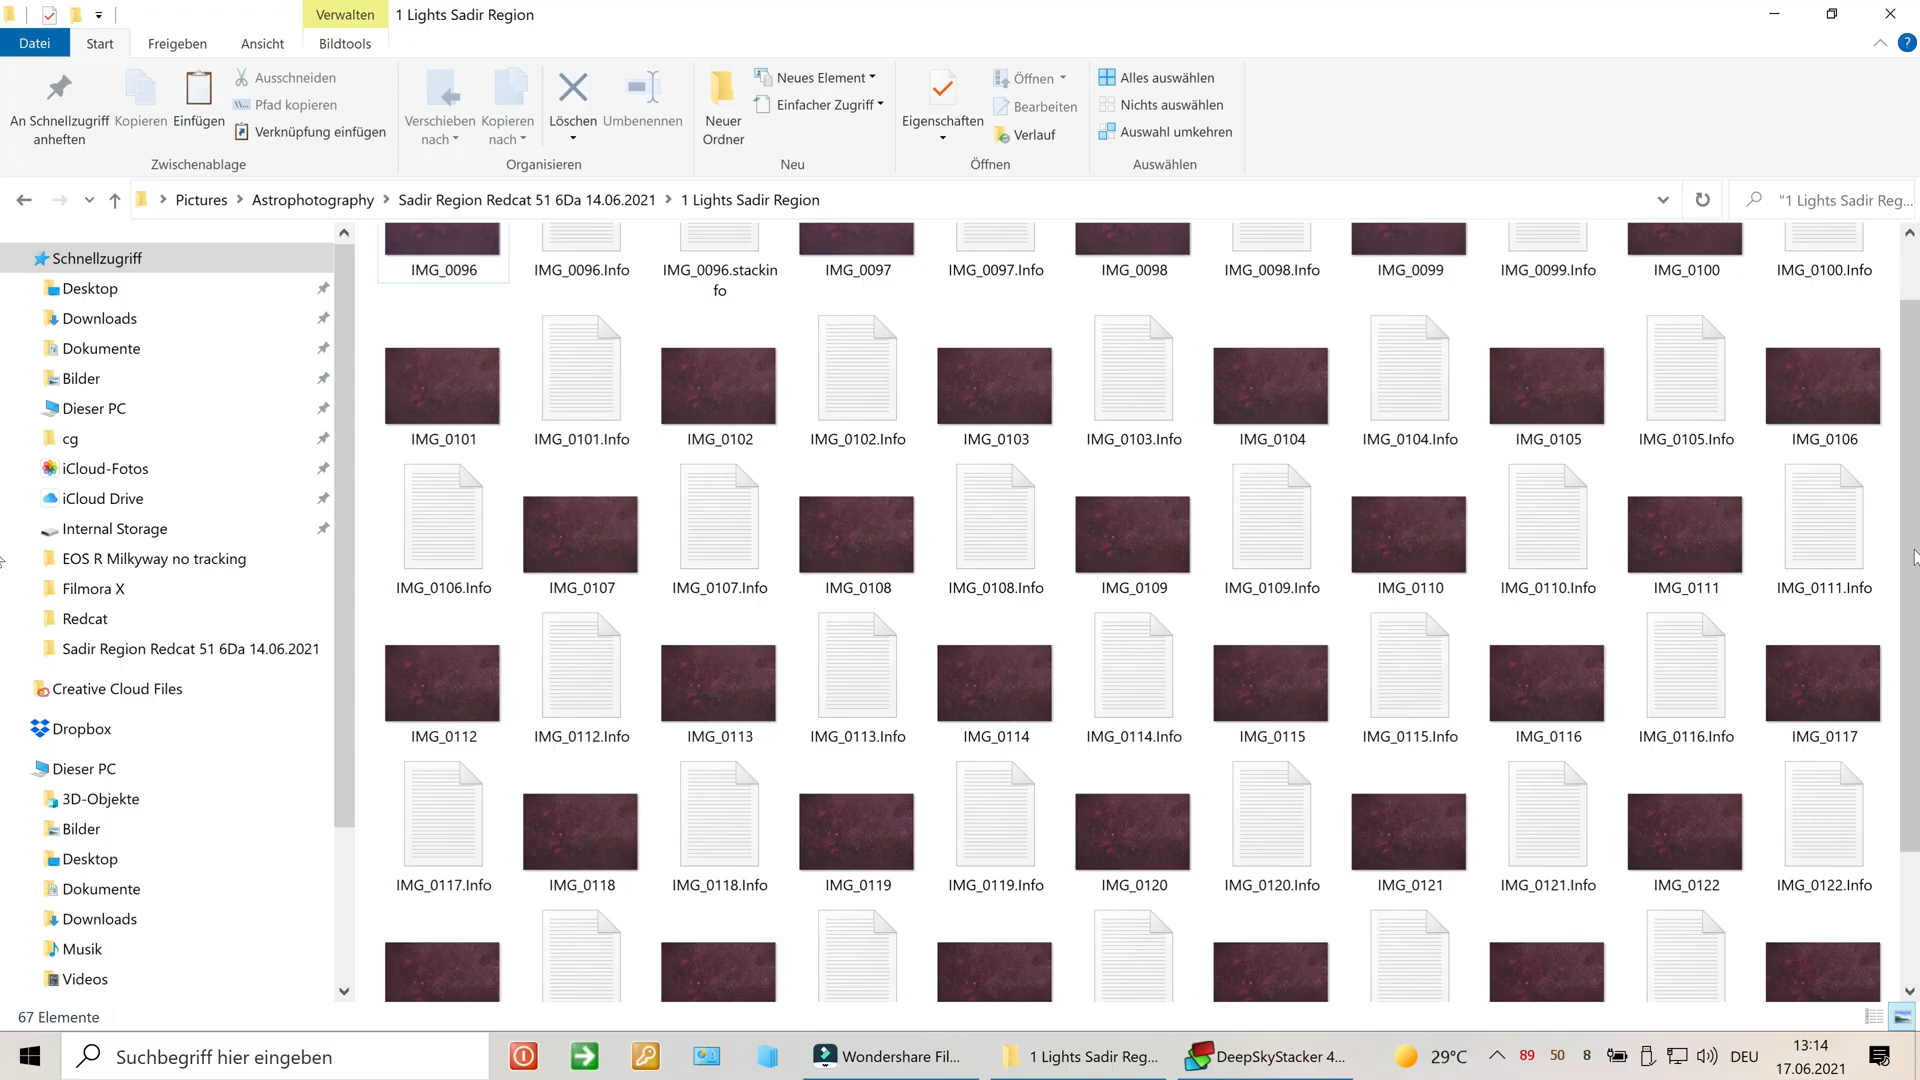 Verwalten
1 Lights Sadir Region
Datei
Start
Freigeben
Ansicht
Bildtools
?
An Schnellzugriff anheften
Kopieren
Einfügen
Ausschneiden
Pfad kopieren
Verknüpfung einfügen
Zwischenablage
Verschieben nach
Kopieren nach
Löschen
Umbenennen
Organisieren
Neuer Ordner
Neues Element
Einfacher Zugriff
Neu
Eigenschaften
Öffnen
Bearbeiten
Verlauf
Öffnen
Alles auswählen
Nichts auswählen
Auswahl umkehren
Auswählen
Pictures
Astrophotography
Sadir Region Redcat 51 6Da 14.06.2021
1 Lights Sadir Region
"1 Lights Sadir Reg...
Schnellzugriff
Desktop
Downloads
Dokumente
Bilder
Dieser PC
cg
iCloud-Fotos
iCloud Drive
Internal Storage
EOS R Milkyway no tracking
Filmora X
Redcat
Sadir Region Redcat 51 6Da 14.06.2021
Creative Cloud Files
Dropbox
Dieser PC
3D-Objekte
Bilder
Desktop
Dokumente
Downloads
Musik
Videos
IMG_0096 IMG_0096.Info IMG_0096.stackin IMG_0097 IMG_0097.Info IMG_0098 IMG_0098.Info IMG_0099 IMG_0099.Info IMG_0100 IMG_0100.Info
fo
IMG_0101 IMG_0101.Info IMG_0102 IMG_0102.Info IMG_0103 IMG_0103.Info IMG_0104 IMG_0104.Info IMG_0105 IMG_0105.Info IMG_0106
IMG_0106.Info IMG_0107 IMG_0107.Info IMG_0108 IMG_0108.Info IMG_0109 IMG_0109.Info IMG_0110 IMG_0110.Info IMG_0111 IMG_0111.Info
IMG_0112 IMG_0112.Info IMG_0113 IMG_0113.Info IMG_0114 IMG_0114.Info IMG_0115 IMG_0115.Info IMG_0116 IMG_0116.Info IMG_0117
IMG_0117.Info IMG_0118 IMG_0118.Info IMG_0119 IMG_0119.Info IMG_0120 IMG_0120.Info IMG_0121 IMG_0121.Info IMG_0122 IMG_0122.Info
67 Elemente
Suchbegriff hier eingeben
Wondershare Fil...
1 Lights Sadir Reg...
DeepSkyStacker 4...
29°C
89
50
8
DEU
13:14
17.06.2021